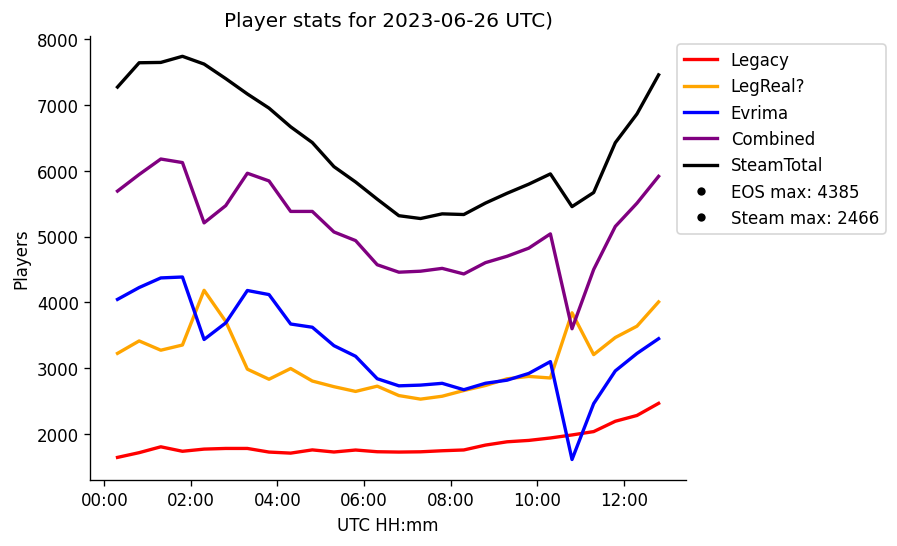 Player stats for 2023-06-26 UTC)
8000
7000
6000
5000
4000
3000
2000
Players
00:00 02:00 04:00 06:00 08:00 10:00 12:00
UTC HH:mm
Legacy
LegReal?
Evrima
Combined
SteamTotal
EOS max: 4385
Steam max: 2466